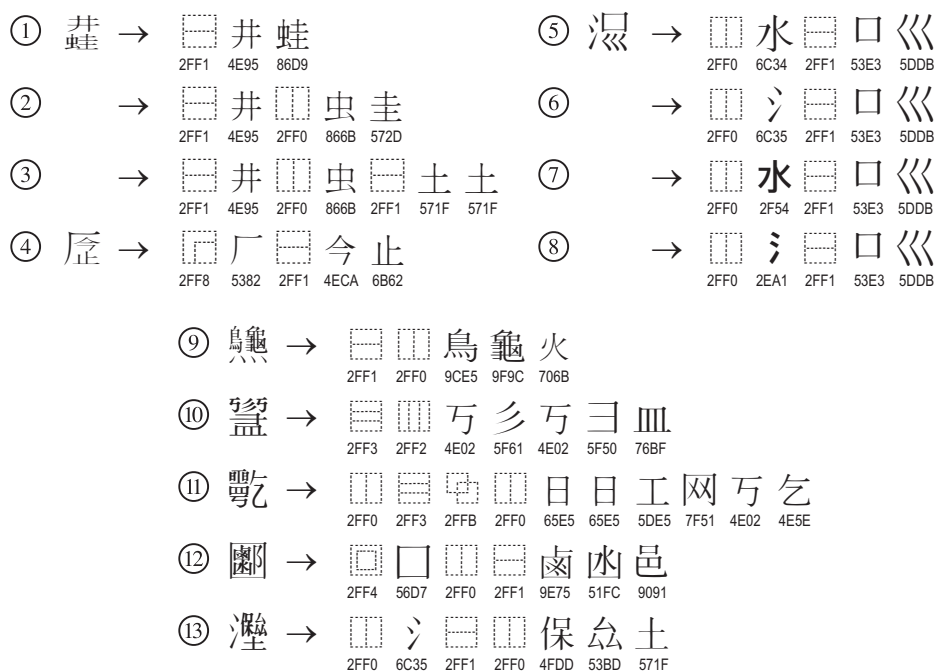 ① → ⿱ 井 蛙
2FF1 4E95 86D9
② → ⿱ 井 ⿰ 虫 圭
2FF1 4E95 2FF0 866B 572D
③ → ⿱ 井 ⿰ 虫 ⿱ 土 土
2FF1 4E95 2FF0 866B 2FF1 571F 571F
④ → ⿸ 厂 ⿱ 今 止
2FF8 5382 2FF1 4ECA 6B62
⑤ → ⿰ 水 ⿱ 口 巛
2FF0 6C34 2FF1 53E3 5DDB
⑥ → ⿰ 氵 ⿱ 口 巛
2FF0 6C35 2FF1 53E3 5DDB
⑦ → ⿰ ⽔ ⿱ 口 巛
2FF0 2F54 2FF1 53E3 5DDB
⑧ → ⿰ ⺡ ⿱ 口 巛
2FF0 2EA1 2FF1 53E3 5DDB
⑨ → ⿱ ⿰ 鳥 龜 火
2FF1 2FF0 9CE5 9F9C 706B
⑩ → ⿳ ⿲ 丂 彡 丂 彐 皿
2FF3 2FF2 4E02 5F61 4E02 5F50 76BF
⑪ → ⿰ ⿳ ⿻ ⿰ 日 日 工 网 丂 乞
2FF0 2FF3 2FFB 2FF0 65E5 65E5 5DE5 7F51 4E02 4E5E
⑫ → ⿴ 囗 ⿰ ⿱ 鹵 凼 邑
2FF4 56D7 2FF0 2FF1 9E75 51FC 9091
⑬ → ⿰ 氵 ⿱ ⿰ 保 厽 土
2FF0 6C35 2FF1 2FF0 4FDD 53BD 571F